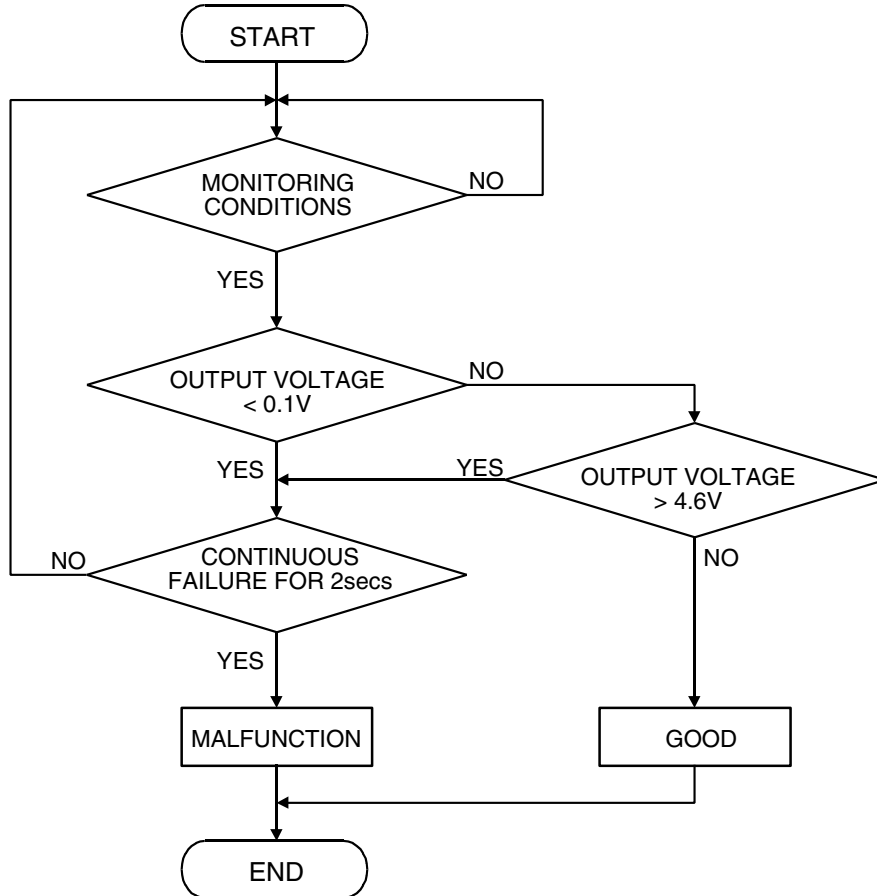 START
MONITORING
CONDITIONS
NO
YES
OUTPUT VOLTAGE
< 0.1V
NO
YES
YES
OUTPUT VOLTAGE
> 4.6V
NO
CONTINUOUS
FAILURE FOR 2secs
NO
YES
MALFUNCTION
GOOD
END